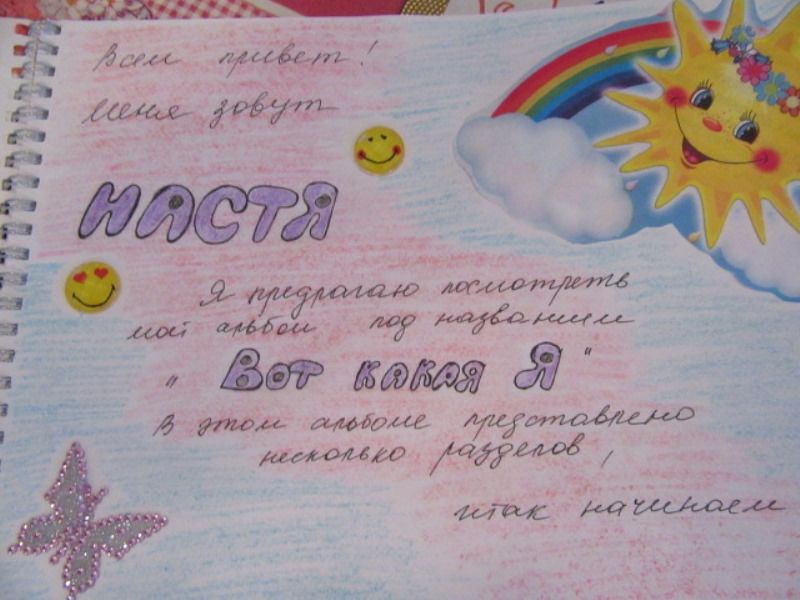 Всем привет!
Меня зовут
НАСТЯ
Я предлагаю посмотреть
мой альбом под названием
"Вот какая Я"
В этом альбоме представлено
несколько разделов,
итак начинаем